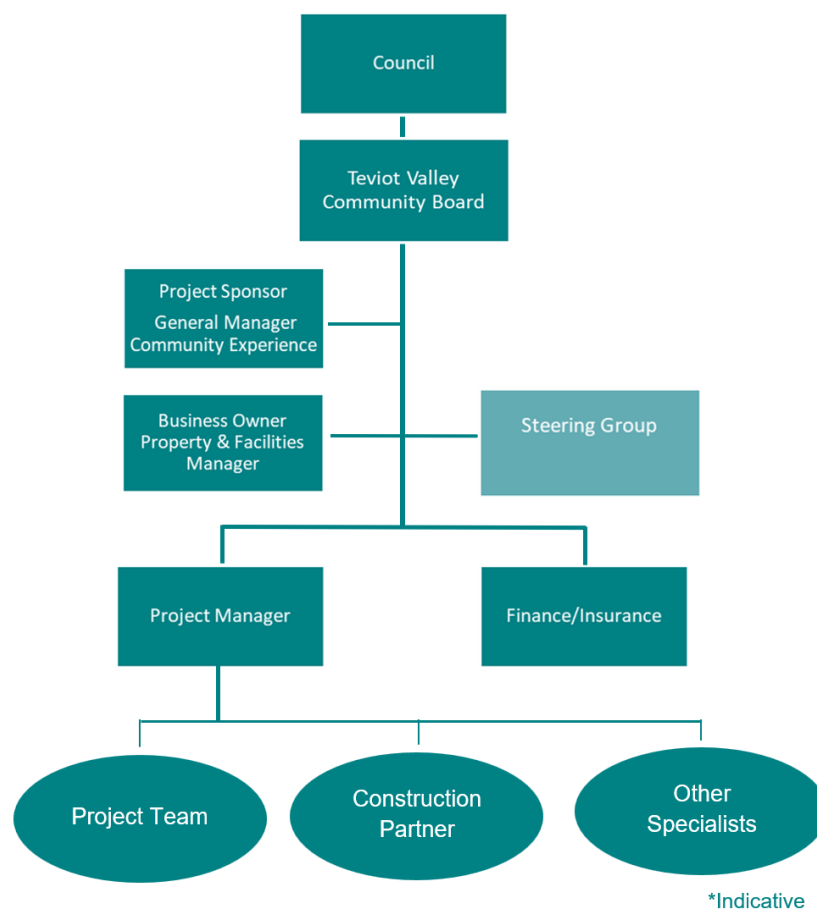 Council
Teviot Valley
Community Board
Project Sponsor
General Manager
Community Experience
Business Owner
Property & Facilities
Manager
Steering Group
Project Manager
Finance/Insurance
Project Team
Construction
Partner
Other
Specialists
*Indicative